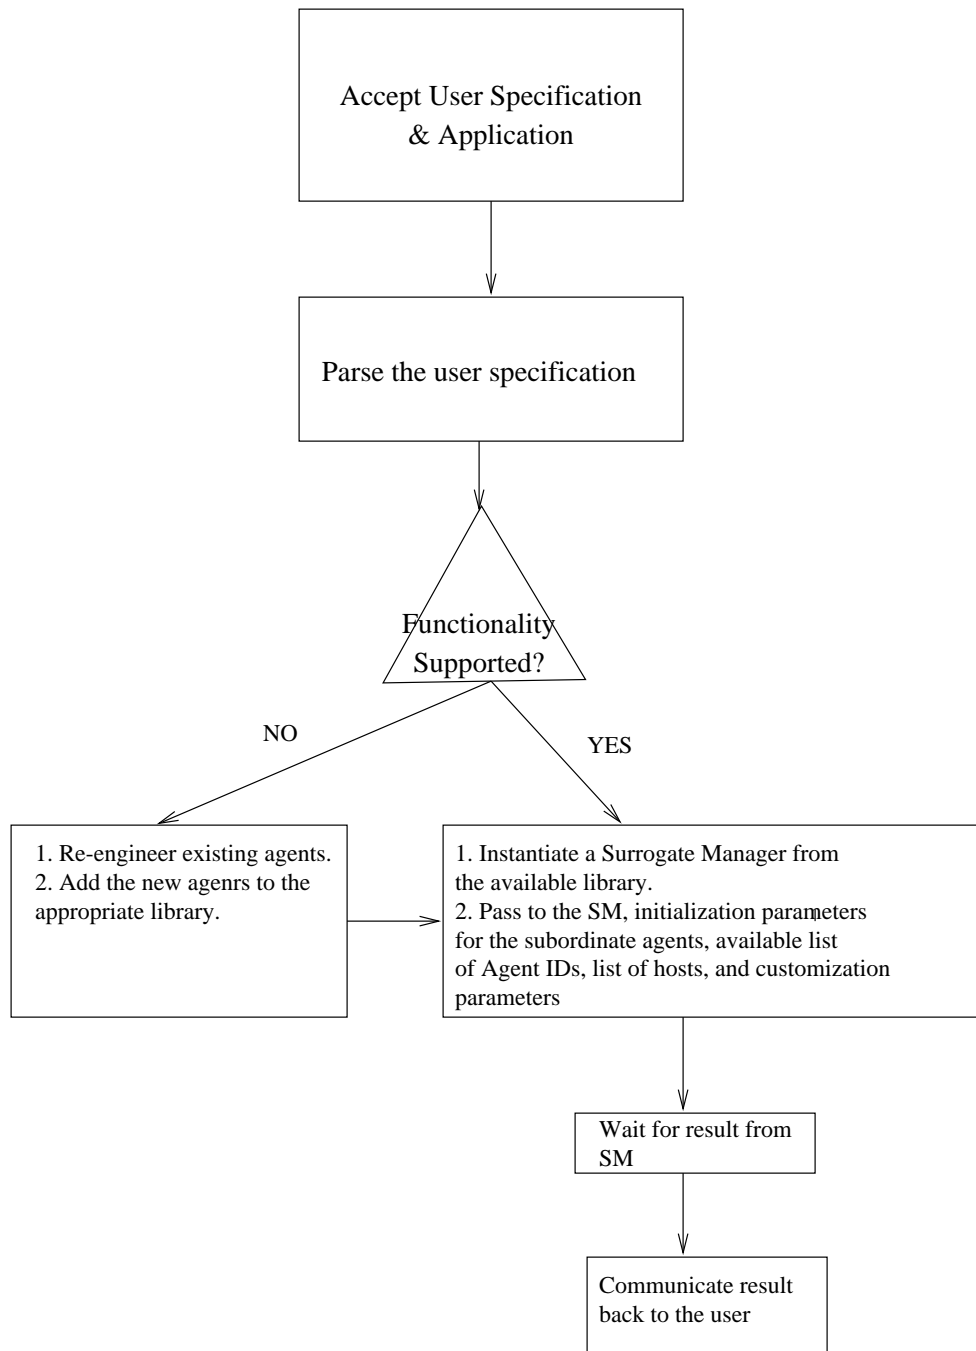 Accept User Specification
& Application
Parse the user specification
Functionality
Supported?
NO
YES
1. Re-engineer existing agents.
2. Add the new agenrs to the
appropriate library.
1. Instantiate a Surrogate Manager from
the available library.
2. Pass to the SM, initialization parameters
for the subordinate agents, available list
of Agent IDs, list of hosts, and customization
parameters
Wait for result from
SM
Communicate result
back to the user